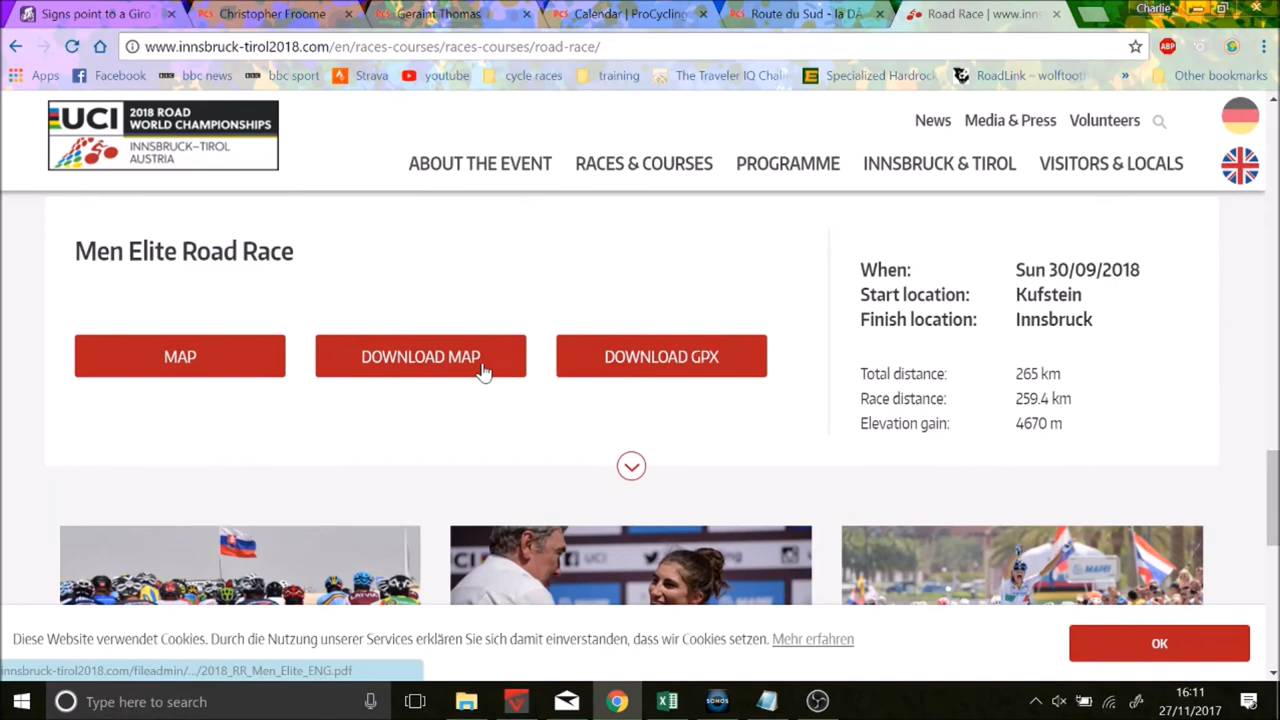 Signs point to a Giro
Christopher Froome
Geraint Thomas
Calendar | ProCycling
Route du Sud - la DÃ
Road Race | www.inns
Charlie
www.innsbruck-tirol2018.com/en/races-courses/races-courses/road-race/
ABP
Apps
Facebook
bbc news
bbc sport
Strava
youtube
cycle races
training
The Traveler IQ Chal
Specialized Hardrock
RoadLink – wolftoot
»
Other bookmarks
UCI
2018 ROAD
WORLD CHAMPIONSHIPS
INNSBRUCK-TIROL
AUSTRIA
News
Media & Press
Volunteers
ABOUT THE EVENT
RACES & COURSES
PROGRAMME
INNSBRUCK & TIROL
VISITORS & LOCALS
Men Elite Road Race
MAP
DOWNLOAD MAP
DOWNLOAD GPX
When: Sun 30/09/2018
Start location: Kufstein
Finish location: Innsbruck
Total distance: 265 km
Race distance: 259.4 km
Elevation gain: 4670 m
Diese Website verwendet Cookies. Durch die Nutzung unserer Services erklären Sie sich damit einverstanden, dass wir Cookies setzen. Mehr erfahren
OK
innsbruck-tirol2018.com/fileadmin/.../2018_RR_Men_Elite_ENG.pdf
Type here to search
SONOS
16:11
27/11/2017